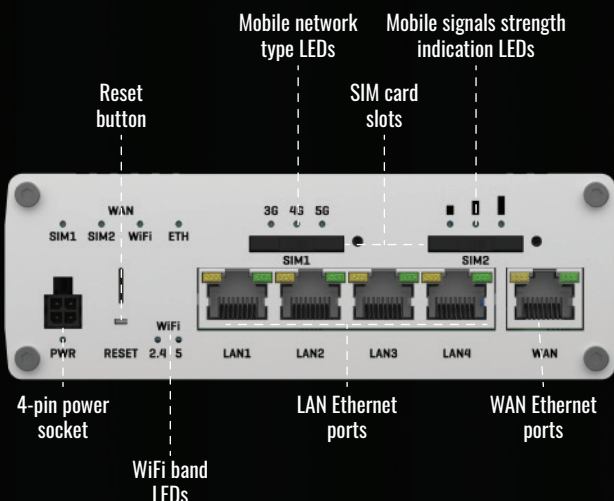 Mobile network
type LEDs
Mobile signals strength
indication LEDs
Reset
button
SIM card
slots
WAN
SIM1 SIM2 WiFi ETH
3G 4G 5G
SIM1
SIM2
WiFi
PWR RESET 2.4 5 LAN1 LAN2 LAN3 LAN4 WAN
4-pin power
socket
LAN Ethernet
ports
WAN Ethernet
ports
WiFi band
LEDs